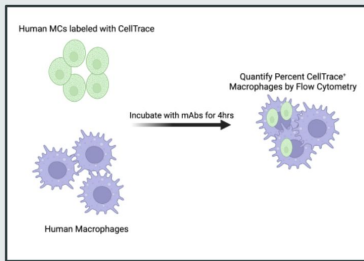 Human MCs labeled with CellTrace
Incubate with mAbs for 4hrs
Quantify Percent CellTrace⁺
Macrophages by Flow Cytometry
Human Macrophages